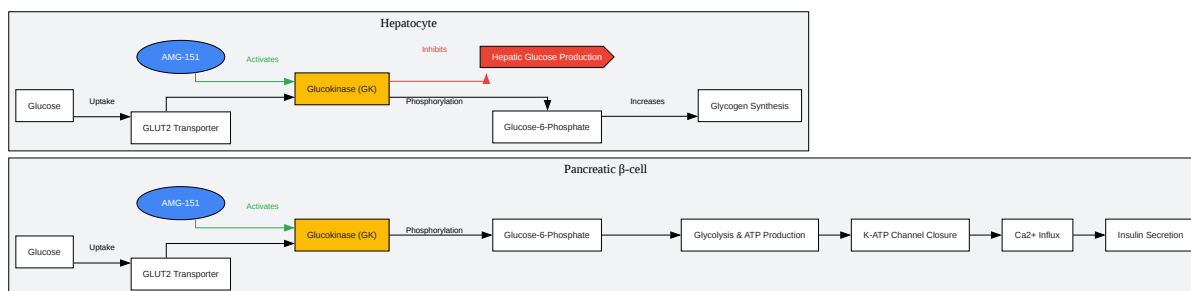 Hepatocyte
AMG-151
Activates
Inhibits
Hepatic Glucose Production
Glucokinase (GK)
Glucose
Uptake
GLUT2 Transporter
Phosphorylation
Glucose-6-Phosphate
Increases
Glycogen Synthesis
Pancreatic β-cell
AMG-151
Activates
Glucokinase (GK)
Glucose
Uptake
GLUT2 Transporter
Phosphorylation
Glucose-6-Phosphate
Glycolysis & ATP Production
K-ATP Channel Closure
Ca2+ Influx
Insulin Secretion